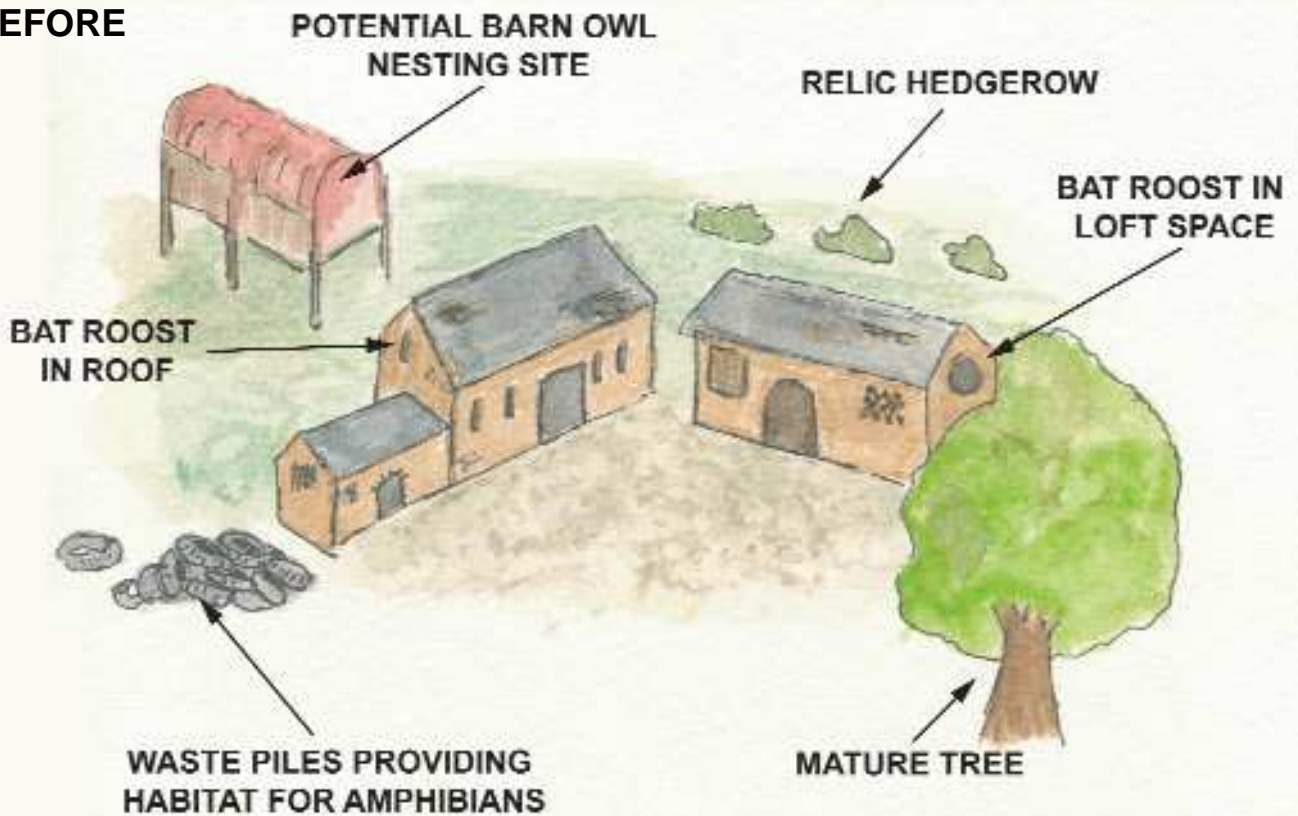 EFORE
POTENTIAL BARN OWL
NESTING SITE
RELIC HEDGEROW
BAT ROOST IN
LOFT SPACE
BAT ROOST
IN ROOF
WASTE PILES PROVIDING
HABITAT FOR AMPHIBIANS
MATURE TREE